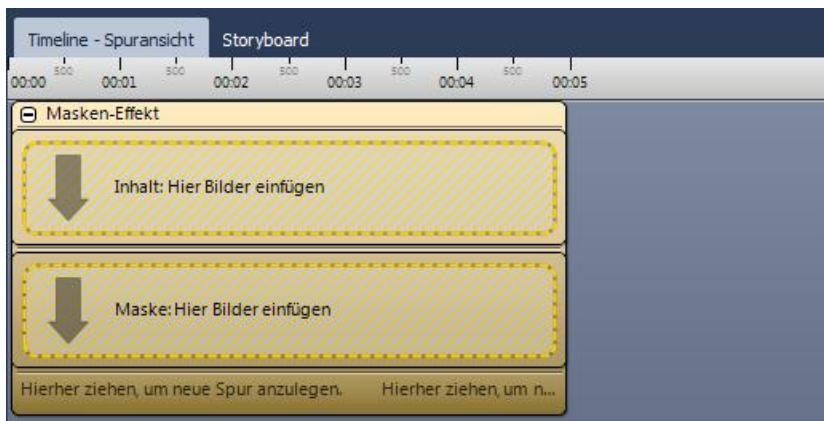 Timeline - Spuransicht Storyboard
00:00 500 00:01 500 00:02 500 00:03 500 00:04 500 00:05
Masken-Effekt
Inhalt: Hier Bilder einfügen
Maske: Hier Bilder einfügen
Hierher ziehen, um neue Spur anzulegen. Hierher ziehen, um n...